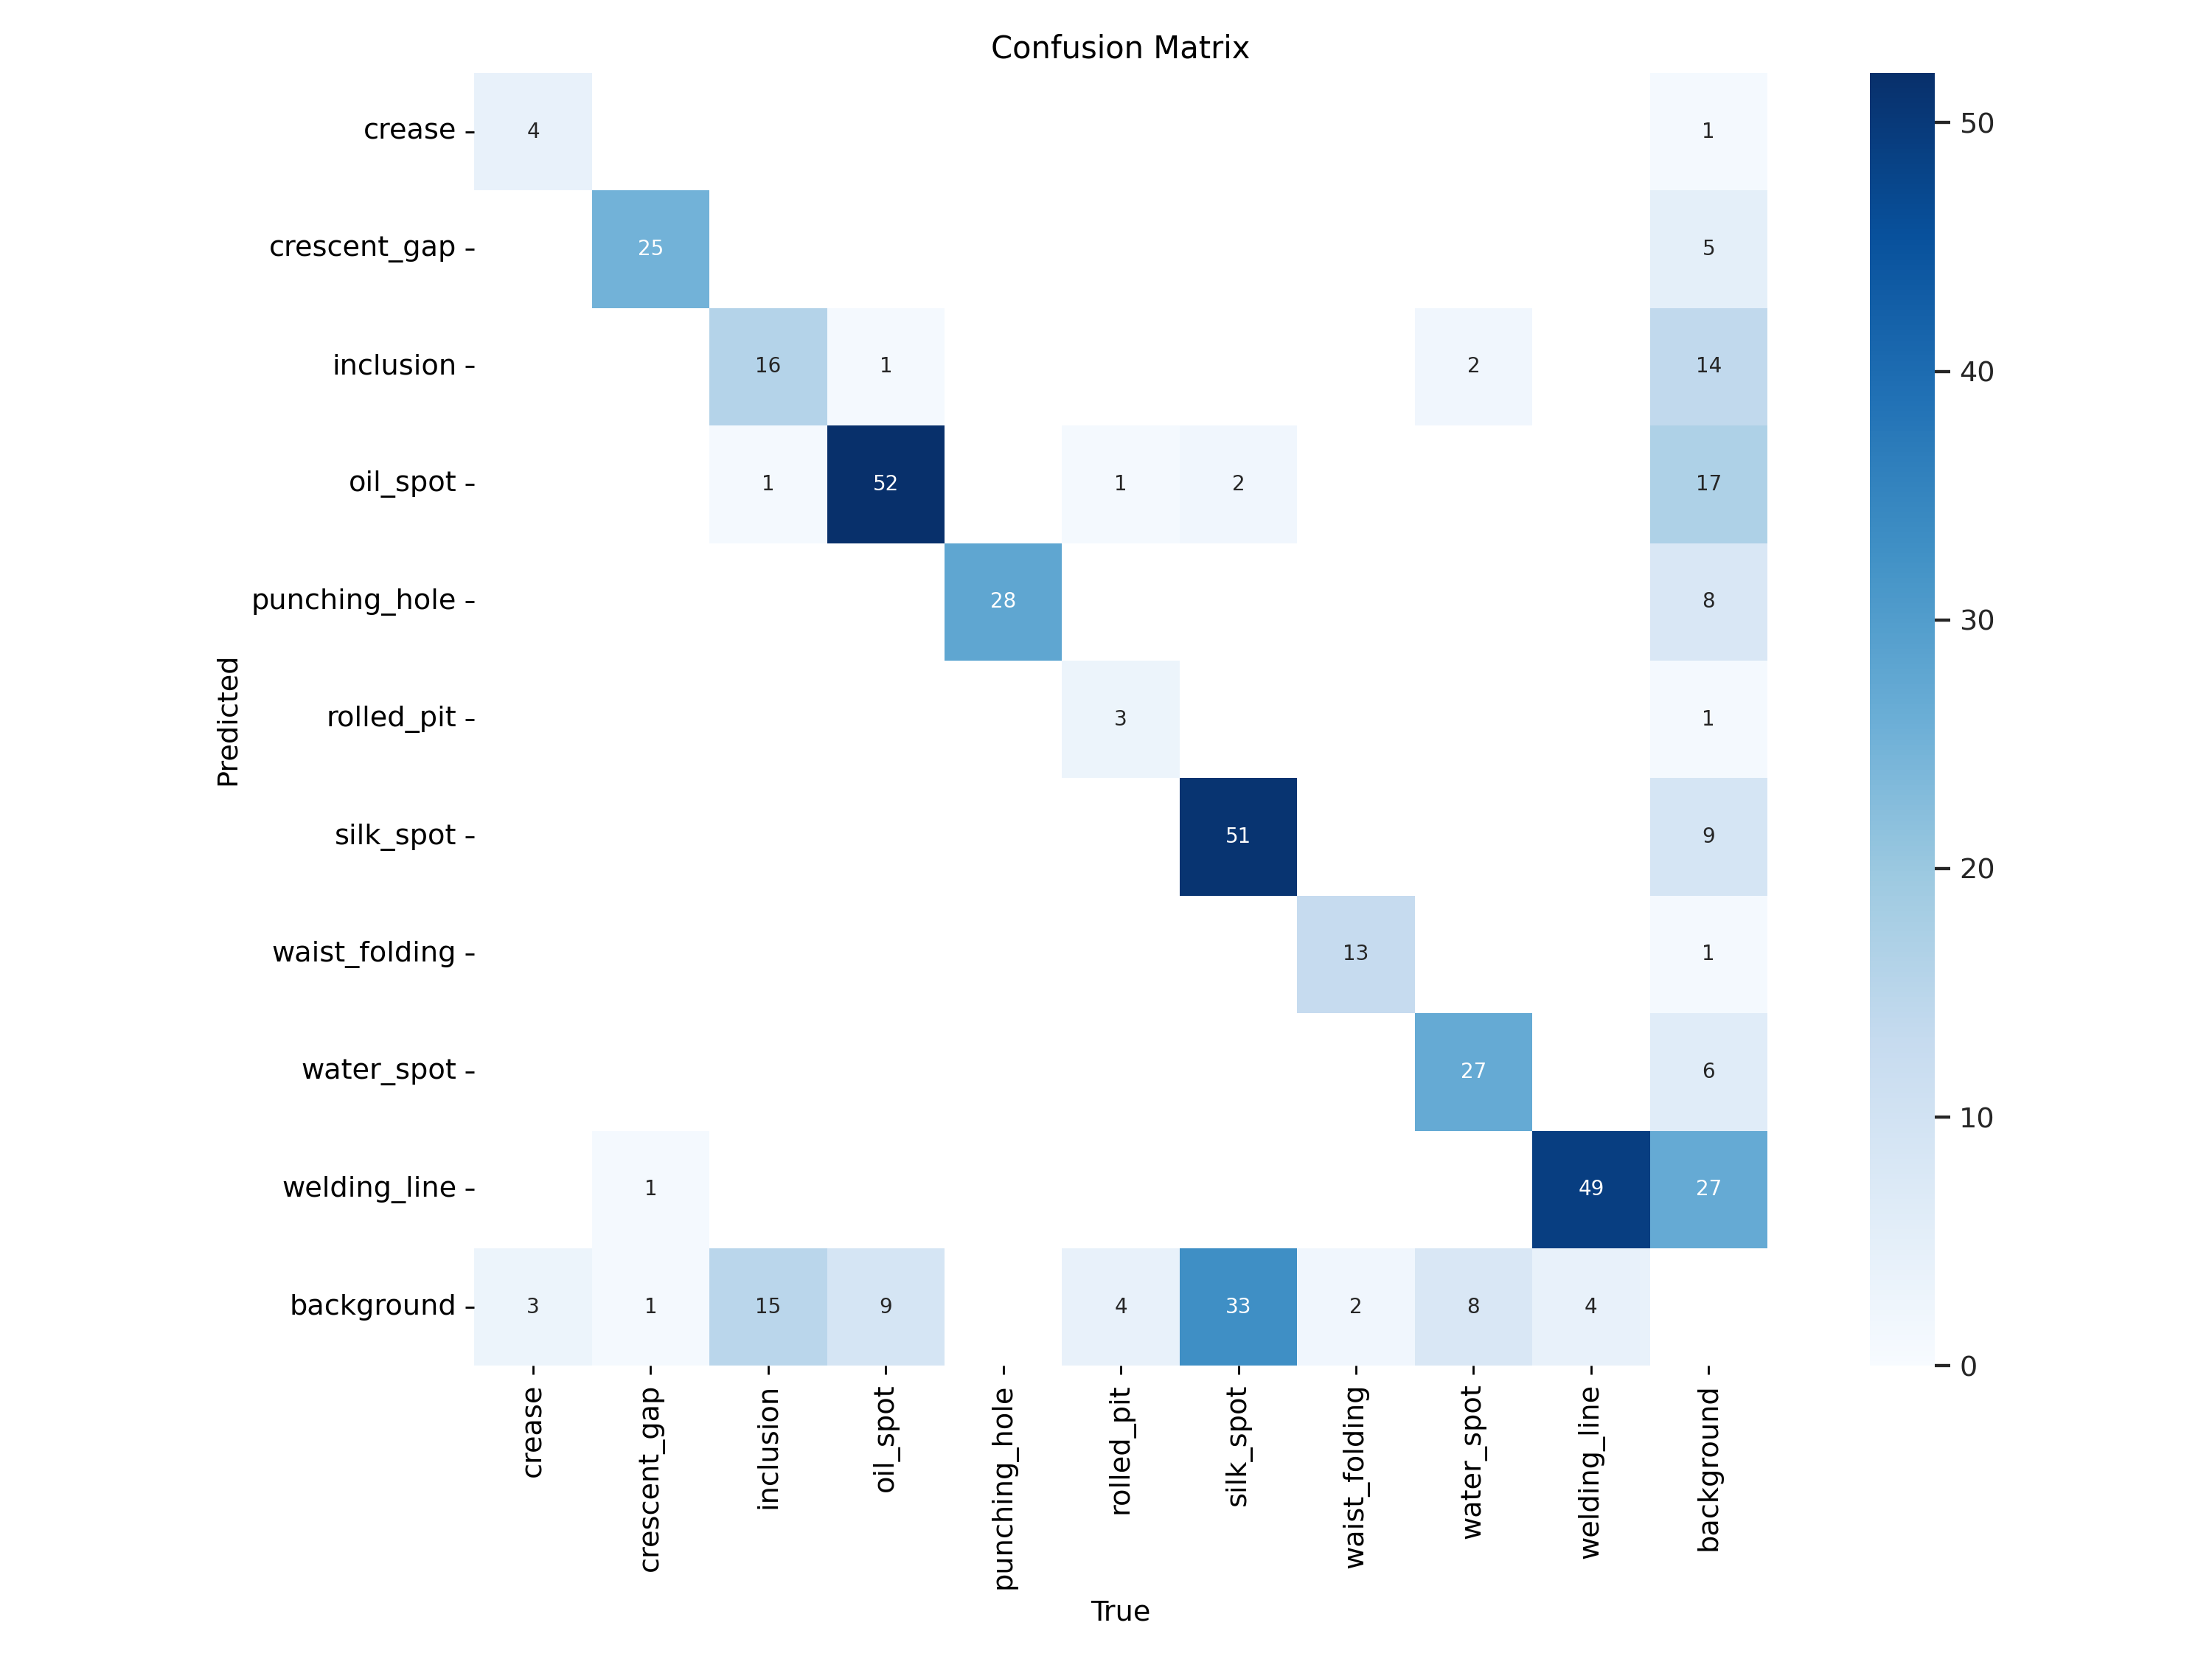 Confusion Matrix
crease 4 1
crescent_gap 25 5
inclusion 16 1 2 14
oil_spot 1 52 1 2 17
punching_hole 28 8
rolled_pit 3 1
silk_spot 51 9
waist_folding 13 1
water_spot 27 6
welding_line 1 49 27
background 3 1 15 9 4 33 2 8 4
Predicted
crease crescent_gap inclusion oil_spot punching_hole rolled_pit silk_spot waist_folding water_spot welding_line background
True
50
40
30
20
10
0